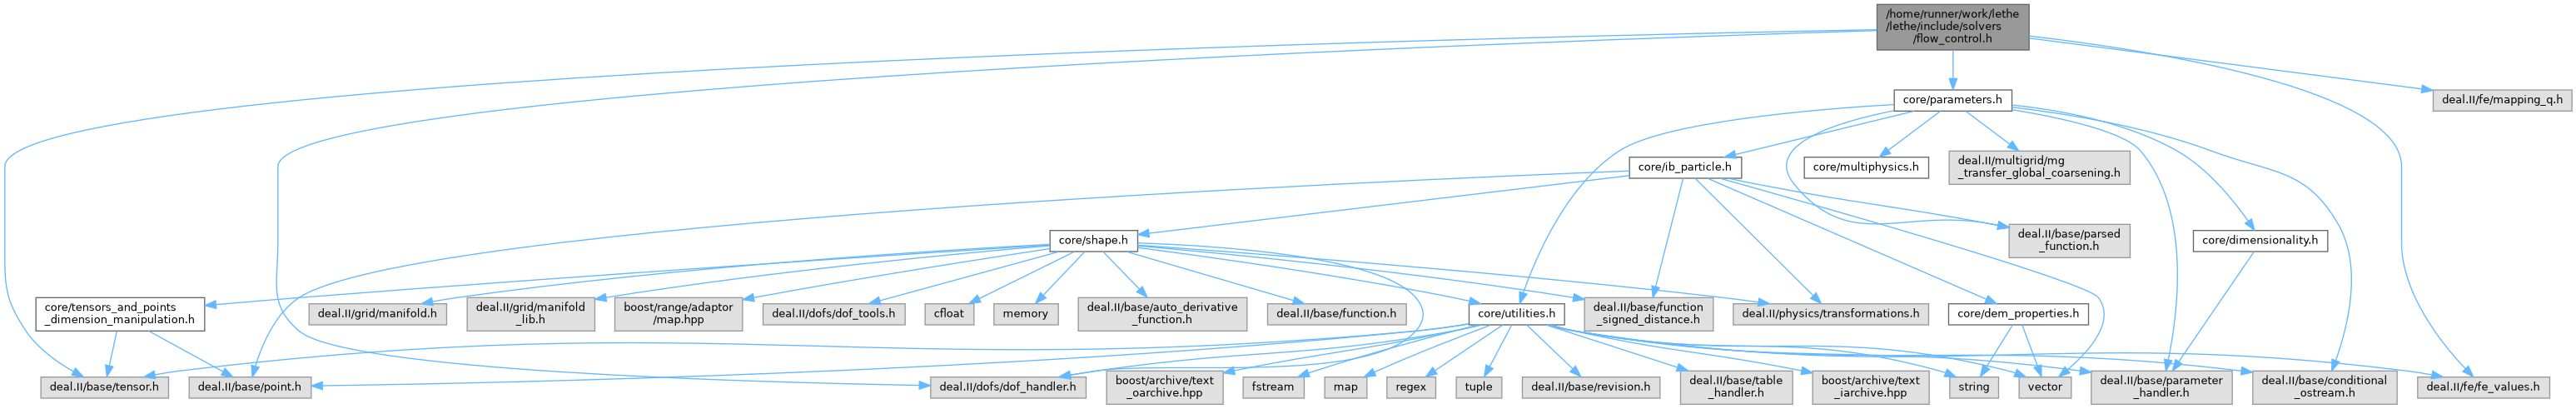 /home/runner/work/lethe
/lethe/include/solvers
/flow_control.h
core/parameters.h
deal.II/fe/mapping_q.h
core/ib_particle.h
core/multiphysics.h
deal.II/multigrid/mg
_transfer_global_coarsening.h
core/shape.h
deal.II/base/parsed
_function.h
core/dimensionality.h
core/tensors_and_points
_dimension_manipulation.h
deal.II/grid/manifold.h
deal.II/grid/manifold
_lib.h
boost/range/adaptor
/map.hpp
deal.II/dofs/dof_tools.h
cfloat
memory
deal.II/base/auto_derivative
_function.h
deal.II/base/function.h
core/utilities.h
deal.II/base/function
_signed_distance.h
deal.II/physics/transformations.h
core/dem_properties.h
deal.II/base/tensor.h
deal.II/base/point.h
deal.II/dofs/dof_handler.h
boost/archive/text
_oarchive.hpp
fstream
map
regex
tuple
deal.II/base/revision.h
deal.II/base/table
_handler.h
boost/archive/text
_iarchive.hpp
string
vector
deal.II/base/parameter
_handler.h
deal.II/base/conditional
_ostream.h
deal.II/fe/fe_values.h